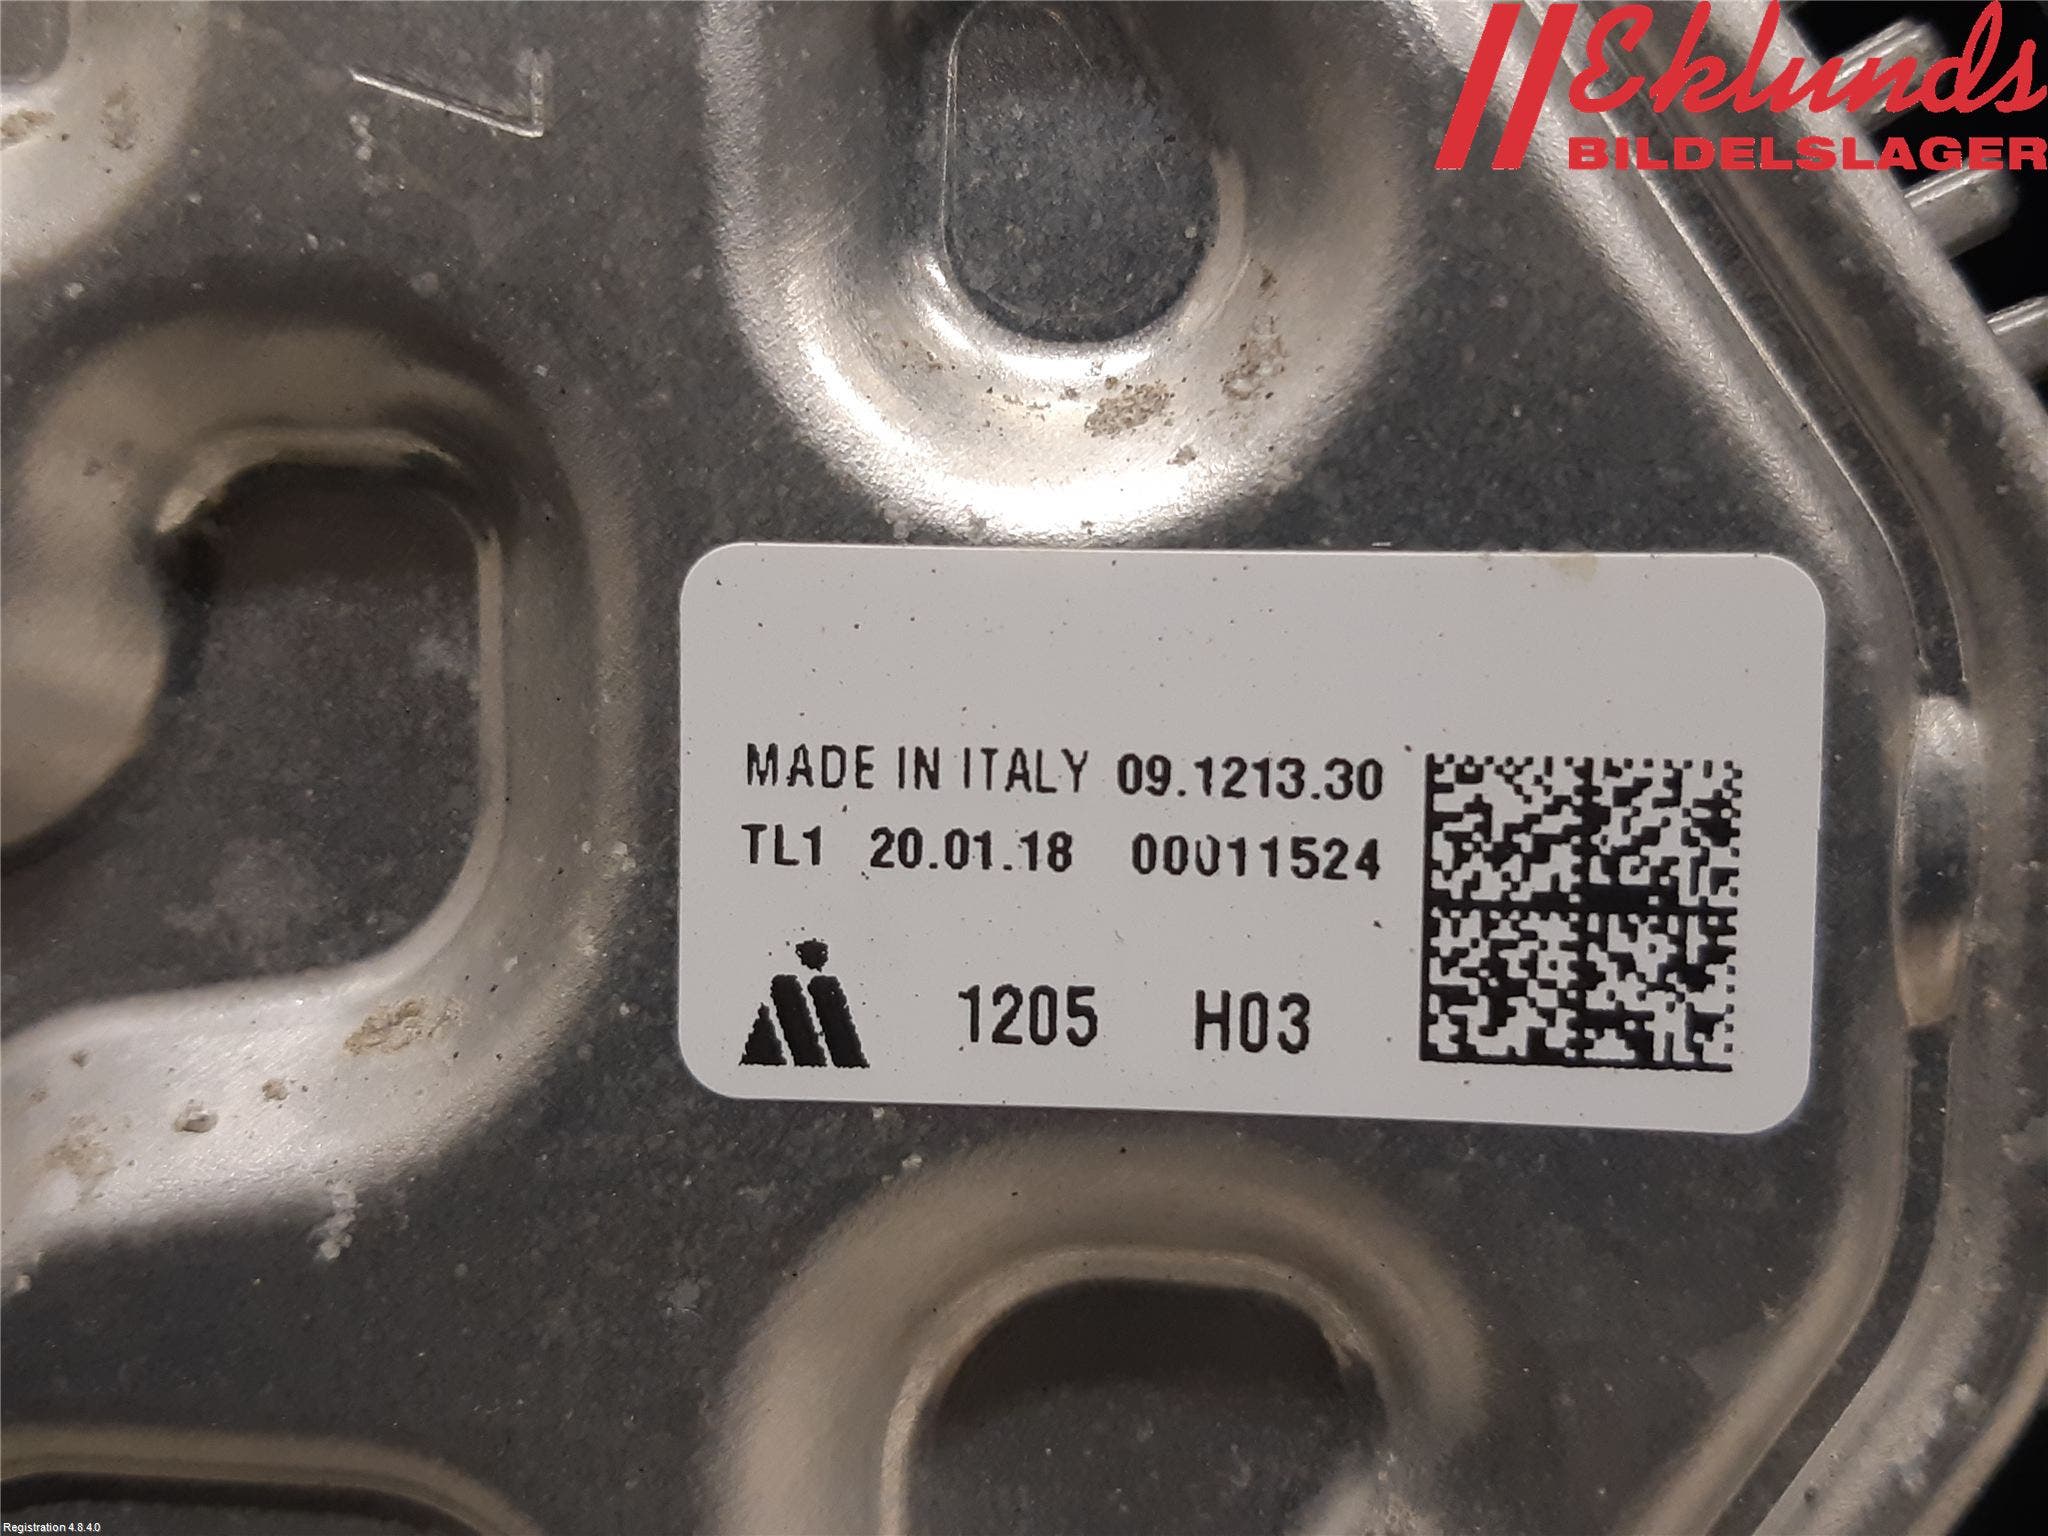 Eklunds
BILDELSLAGER
MADE IN ITALY 09.1213.30
TL1 20.01.18 00011524
1205 H03
Registration 4.8.4.0